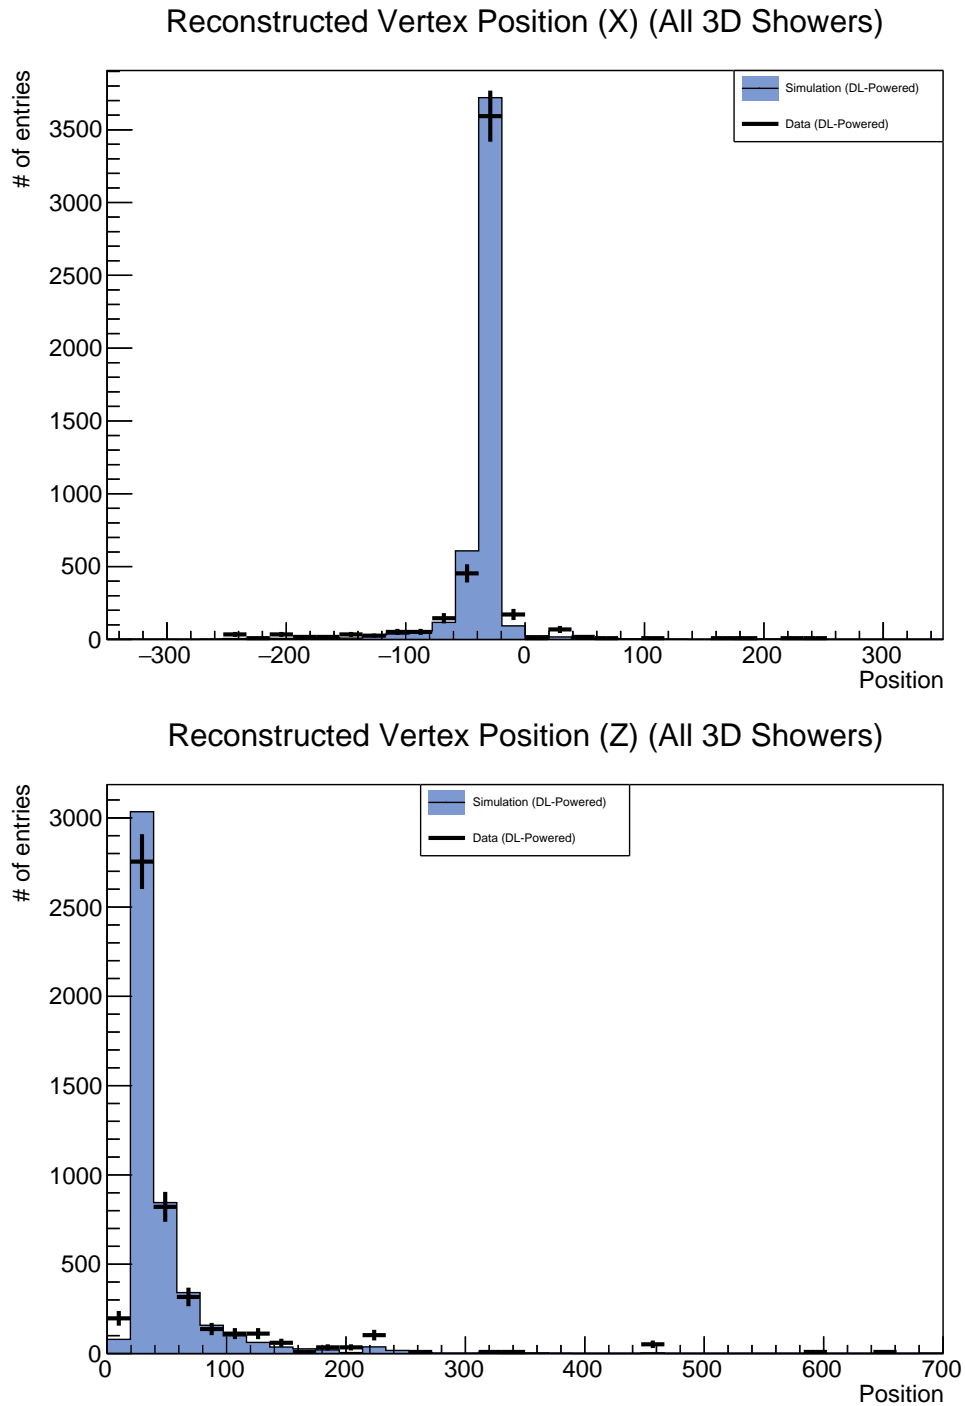 Reconstructed Vertex Position (X) (All 3D Showers)
# of entries
Simulation (DL-Powered)
Data (DL-Powered)
3500
3000
2500
2000
1500
1000
500
0
−300 −200 −100 0 100 200 300
Position
Reconstructed Vertex Position (Z) (All 3D Showers)
# of entries
Simulation (DL-Powered)
Data (DL-Powered)
3000
2500
2000
1500
1000
500
0
0 100 200 300 400 500 600 700
Position